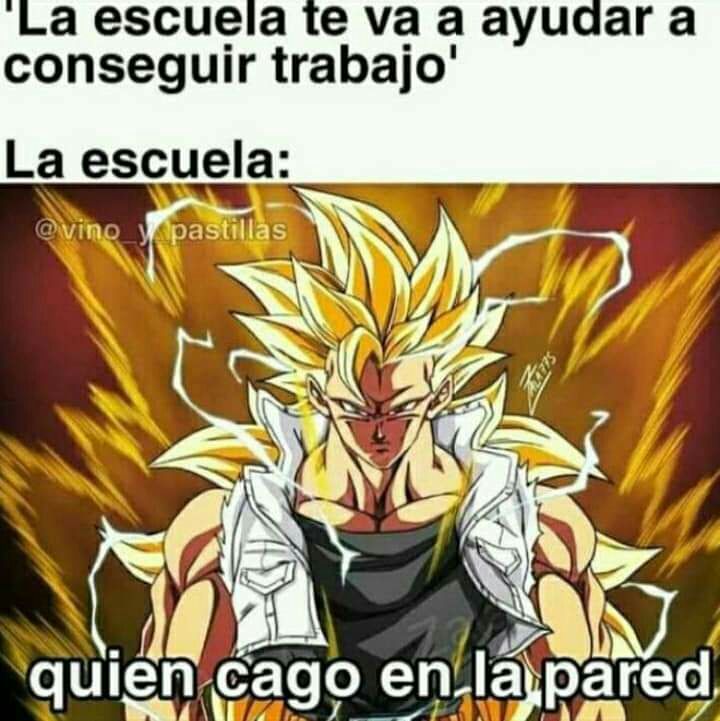 'La escuela te va a ayudar a
conseguir trabajo'
La escuela:
@vino_y_pastillas
quien cago en la pared